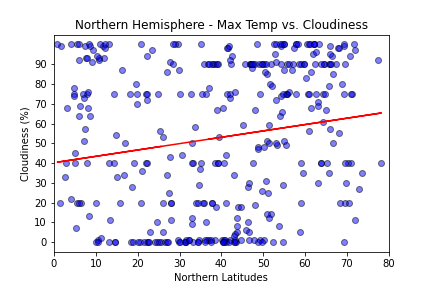 Northern Hemisphere - Max Temp vs. Cloudiness
Cloudiness (%)
90
80
70
60
50
40
30
20
10
0
0 10 20 30 40 50 60 70 80
Northern Latitudes